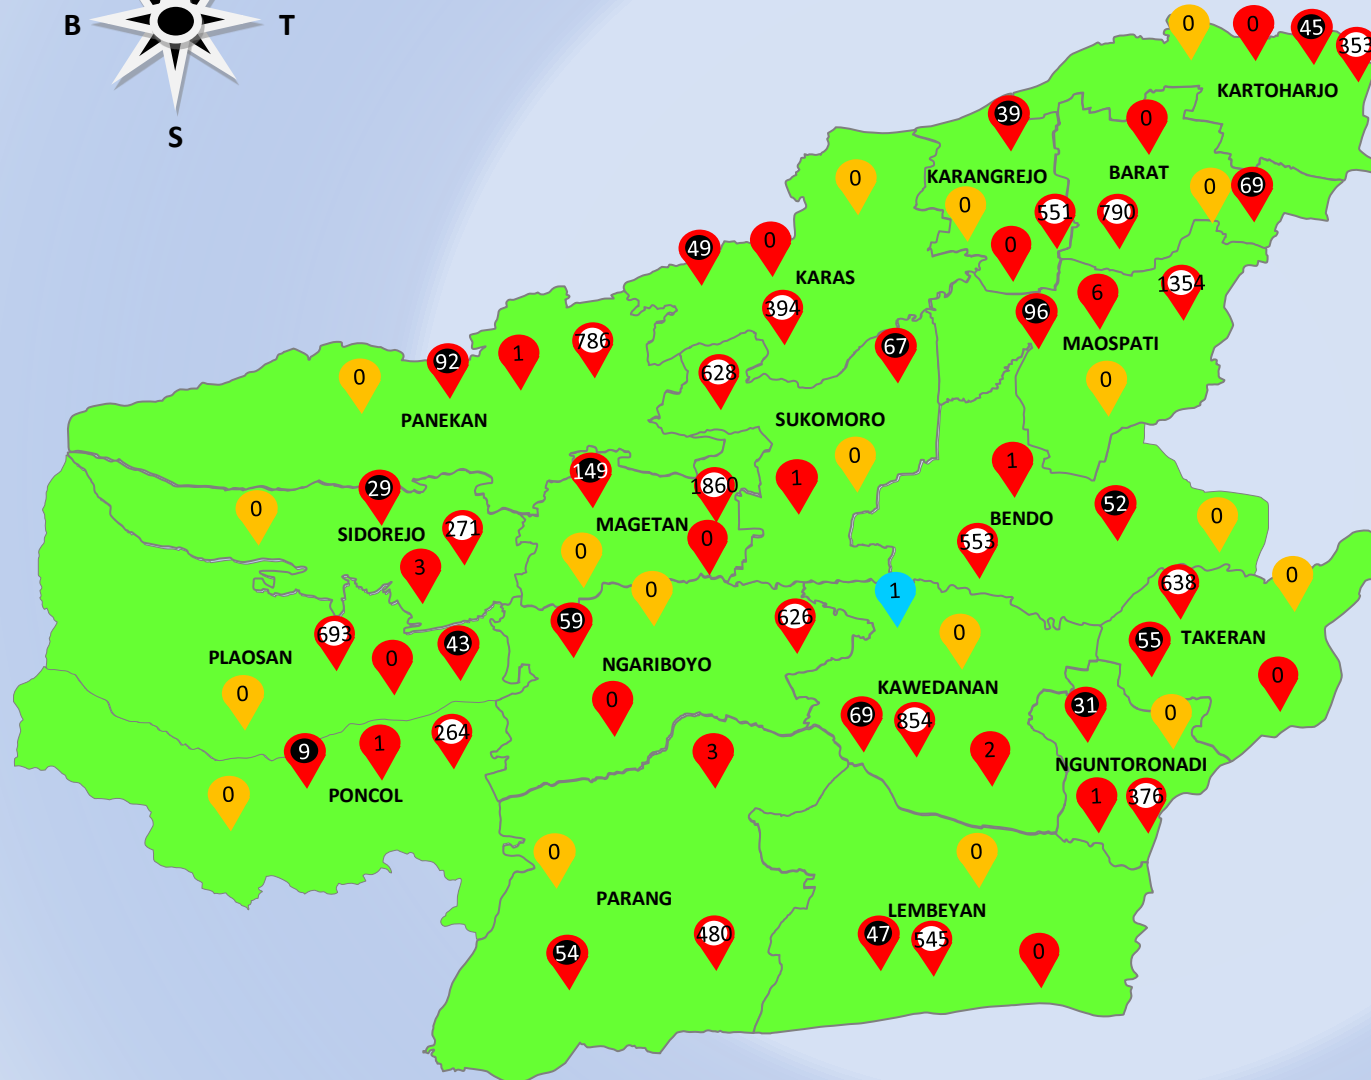 B T
S
0 0 45 353
KARTOHARJO
39 0
KARANGREJO BARAT
0 0 0 69
551 790
49 0 0
KARAS
394 96 6 1354
MAOSPATI
67
92 1 786
0 628 0
PANEKAN SUKOMORO
149 0 1
29 1860 1
0 52 0
SIDOREJO 271 MAGETAN BENDO
0 0 553
3 0 638
59 1 0
693 43 626 0 55 TAKERAN
PLAOSAN 0 NGARIBOYO 0
0 0 KAWEDANAN 31 0
264 69 854
9 1 3 2 NGUNTORONADI
0 PONCOL 1 376
0 0
PARANG LEMBEYAN
54 480 47 545 0